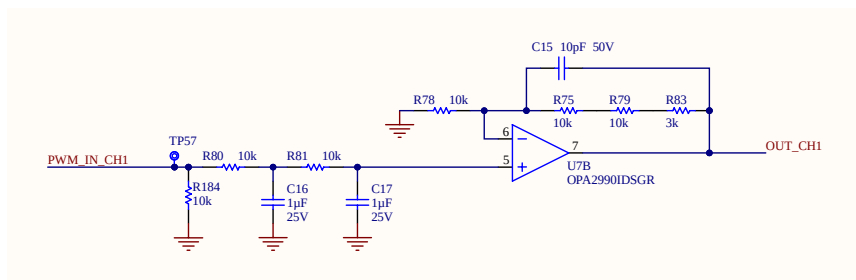 C15 10pF 50V
R78 10k
R75
R79
R83
10k
10k
3k
TP57
6
7
OUT_CH1
PWM_IN_CH1
R80 10k
R81 10k
5
U7B
OPA2990IDSGR
R184
10k
C16
1µF
25V
C17
1µF
25V